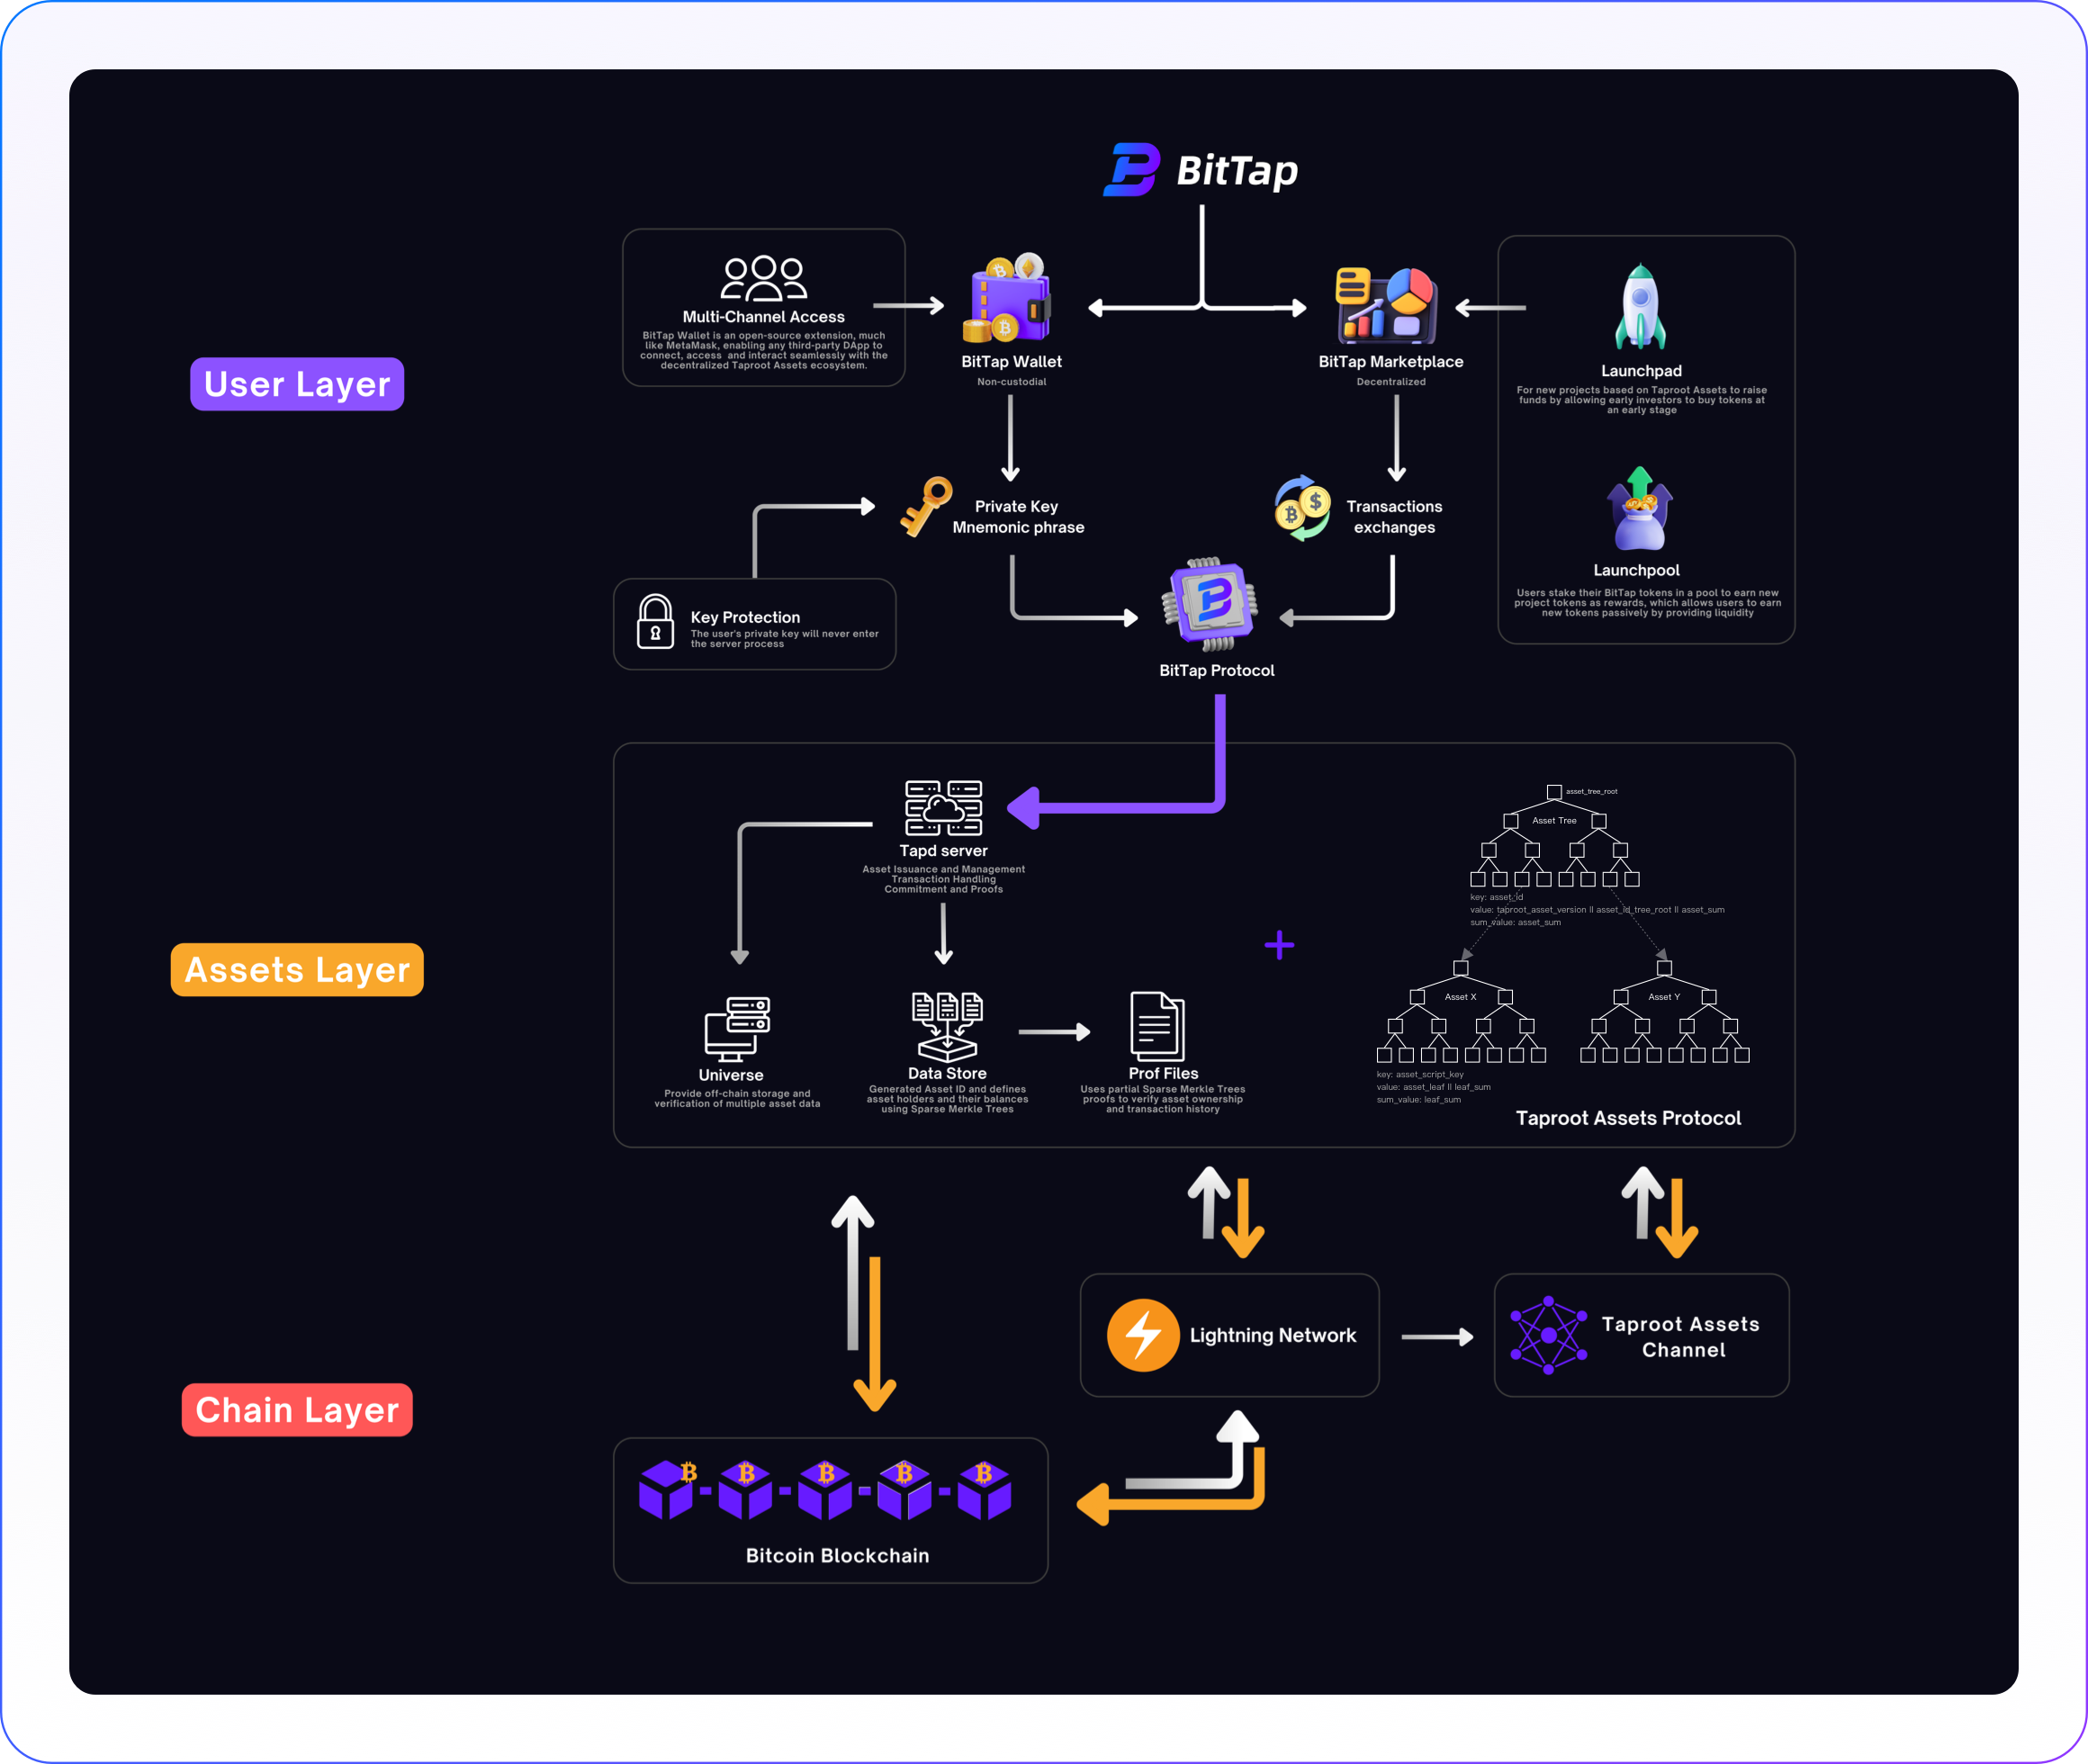 BitTap
Multi-Channel Access
BitTap Wallet is an open-source extension, much
like MetaMask, enabling any third-party DApp to
connect, access  and interact seamlessly with the
decentralized Taproot Assets ecosystem.
BitTap Wallet
Non-custodial
BitTap Marketplace
Decentralized
Launchpad
For new projects based on Taproot Assets to raise
funds by allowing early investors to buy tokens at
an early stage
User Layer
Private Key
Mnemonic phrase
Transactions
exchanges
Launchpool
Users stake their BitTap tokens in a pool to earn new
project tokens as rewards, which allows users to earn
new tokens passively by providing liquidity
Key Protection
The user's private key will never enter
the server process
BitTap Protocol
Tapd server
Asset Issuance and Management
Transaction Handling
Commitment and Proofs
asset_tree_root
Asset Tree
key: asset_id
value: taproot_asset_version || asset_id_tree_root || asset_sum
sum_value: asset_sum
Assets Layer
Asset X
Asset Y
Universe
Provide off-chain storage and
verification of multiple asset data
Data Store
Generated Asset ID and defines
asset holders and their balances
using Sparse Merkle Trees
Prof Files
Uses partial Sparse Merkle Trees
proofs to verify asset ownership
and transaction history
key: asset_script_key
value: asset_leaf || leaf_sum
sum_value: leaf_sum
Taproot Assets Protocol
Lightning Network
Taproot Assets
Channel
Chain Layer
Bitcoin Blockchain